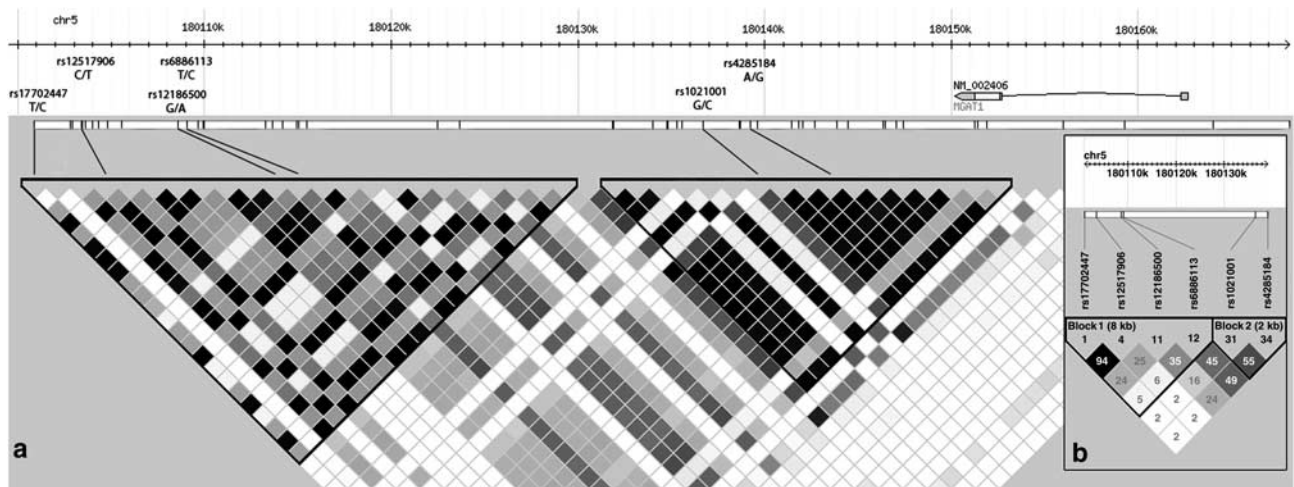 chr5
180110k 180120k 180130k 180140k 180150k 180160k
rs12517906
C/T
rs6886113
T/C
rs4285184
A/G
rs17702447
T/C
rs12186500
G/A
rs1021001
G/C
NM_002406
MGAT1
a
chr5
180110k 180120k 180130k
rs17702447
rs12517906
rs12186500
rs6886113
rs1021001
rs4285184
Block 1 (8 kb) Block 2 (2 kb)
1 4 11 12 31 34
94 25 35 45 55
24 6 16 49
5 2 24
2 2
2
b